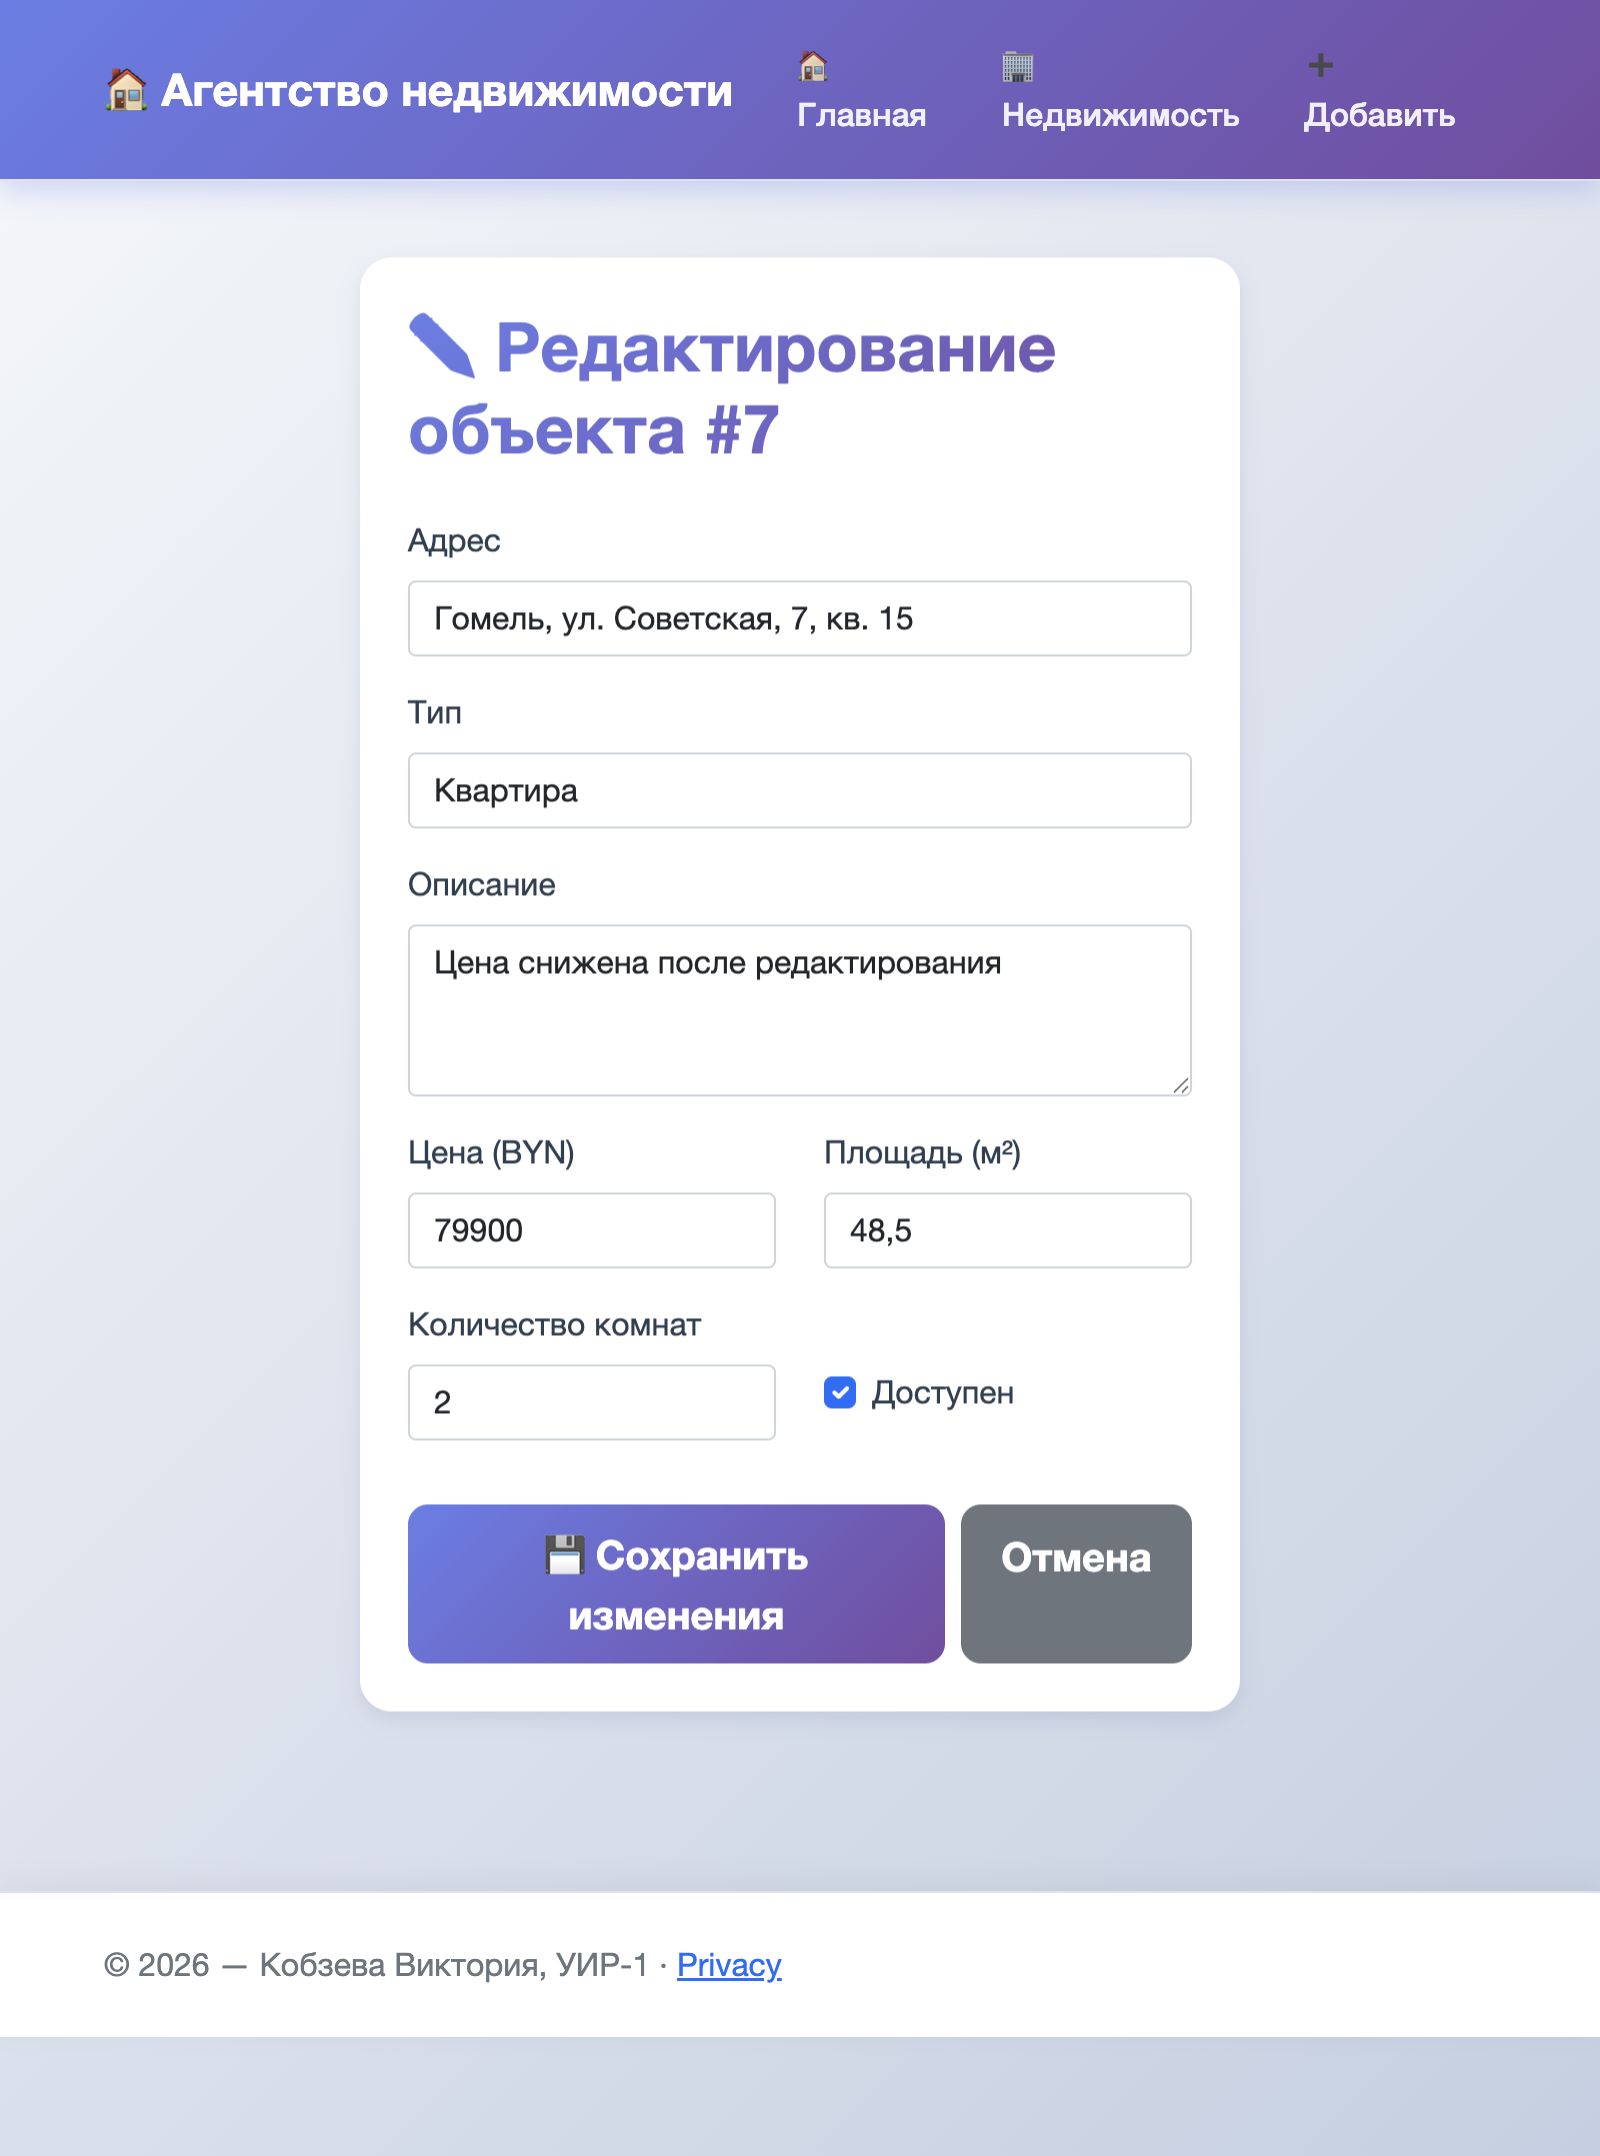 🏠 Агентство недвижимости
🏠 Главная
🏢 Недвижимость
➕ Добавить
✏ Редактирование
объекта #7
Адрес
Гомель, ул. Советская, 7, кв. 15
Тип
Квартира
Описание
Цена снижена после редактирования
Цена (BYN)
Площадь (м²)
79900
48,5
Количество комнат
2
Доступен
💾 Сохранить
изменения
Отмена
© 2026 — Кобзева Виктория, УИР-1 · Privacy